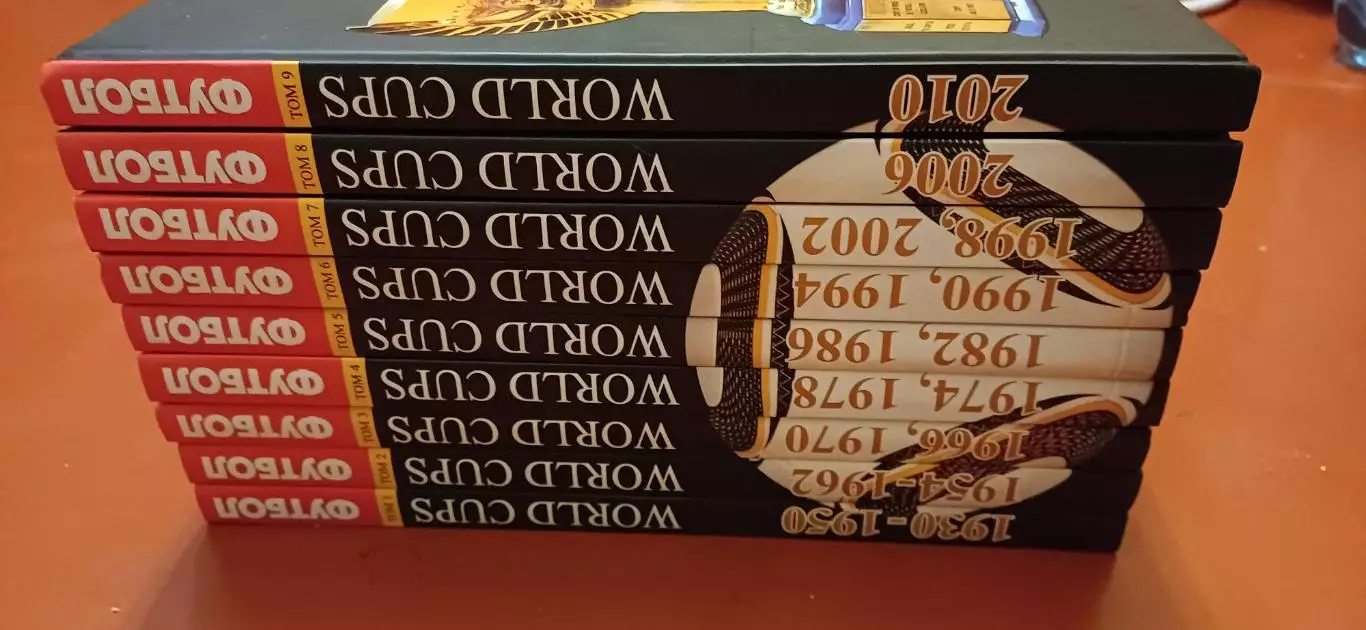 ФУТБОЛ ТОМ 9 WORLD CUPS 2010
ФУТБОЛ ТОМ 8 WORLD CUPS 2006
ФУТБОЛ ТОМ 7 WORLD CUPS 1998, 2002
ФУТБОЛ ТОМ 6 WORLD CUPS 1990, 1994
ФУТБОЛ ТОМ 5 WORLD CUPS 1982, 1986
ФУТБОЛ ТОМ 4 WORLD CUPS 1974, 1978
ФУТБОЛ ТОМ 3 WORLD CUPS 1966, 1970
ФУТБОЛ ТОМ 2 WORLD CUPS 1954-1962
ФУТБОЛ ТОМ 1 WORLD CUPS 1930-1950